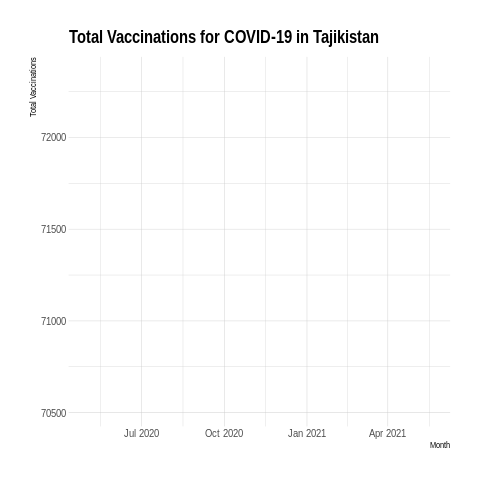 Total Vaccinations for COVID-19 in Tajikistan
Total Vaccinations
72000
71500
71000
70500
Jul 2020 Oct 2020 Jan 2021 Apr 2021
Month